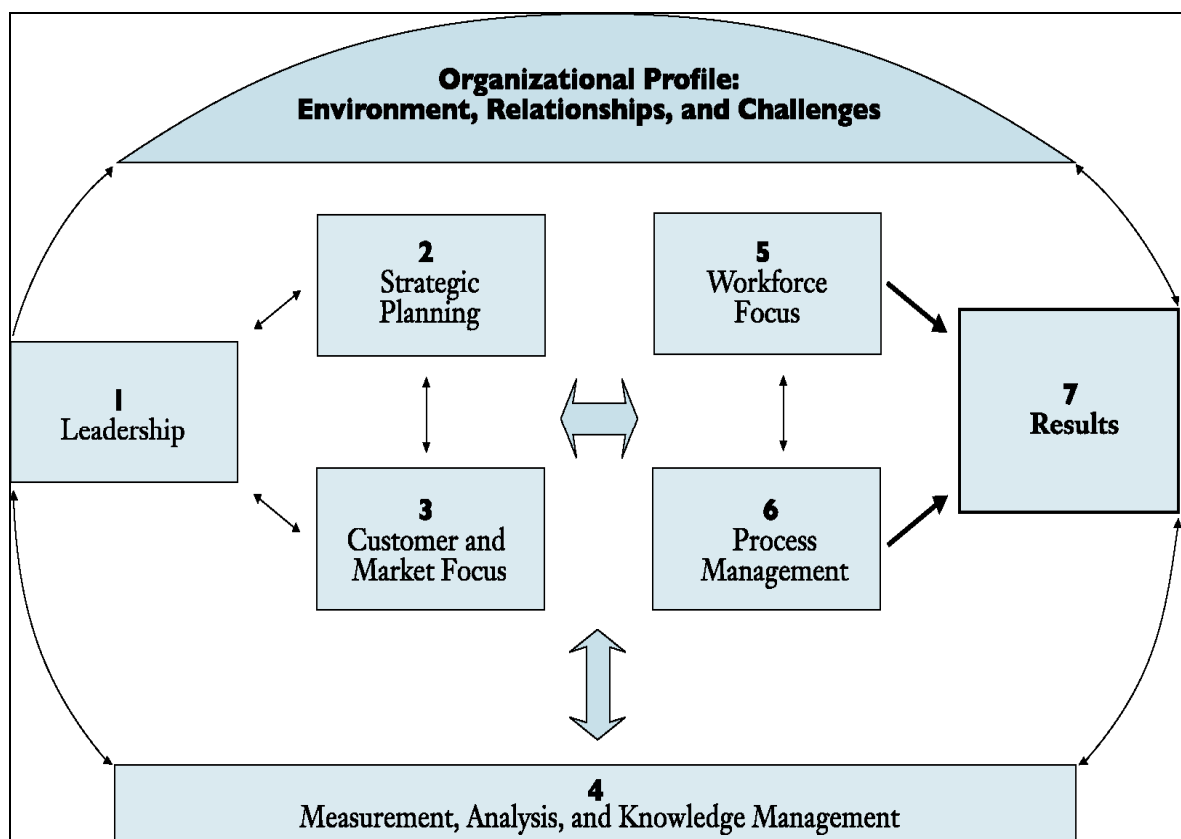 Organizational Profile:
Environment, Relationships, and Challenges
2
Strategic
Planning
5
Workforce
Focus
1
Leadership
7
Results
3
Customer and
Market Focus
6
Process
Management
4
Measurement, Analysis, and Knowledge Management